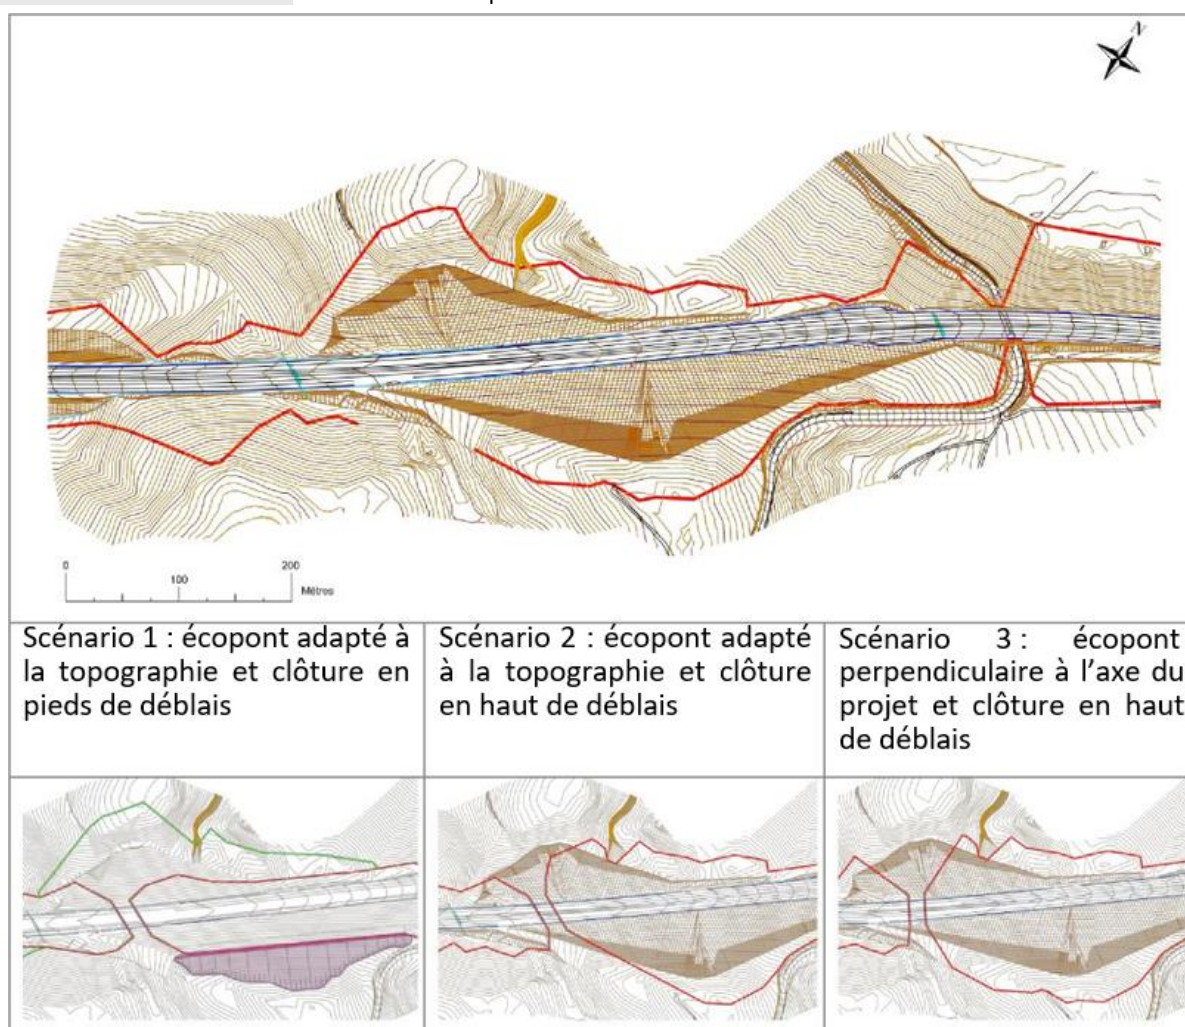 N
0
100
200
Mètres
Scénario 1 : écopont adapté à
la topographie et clôture en
pieds de déblais
Scénario 2 : écopont adapté
à la topographie et clôture
en haut de déblais
Scénario 3 : écopont
perpendiculaire à l’axe du
projet et clôture en haut
de déblais